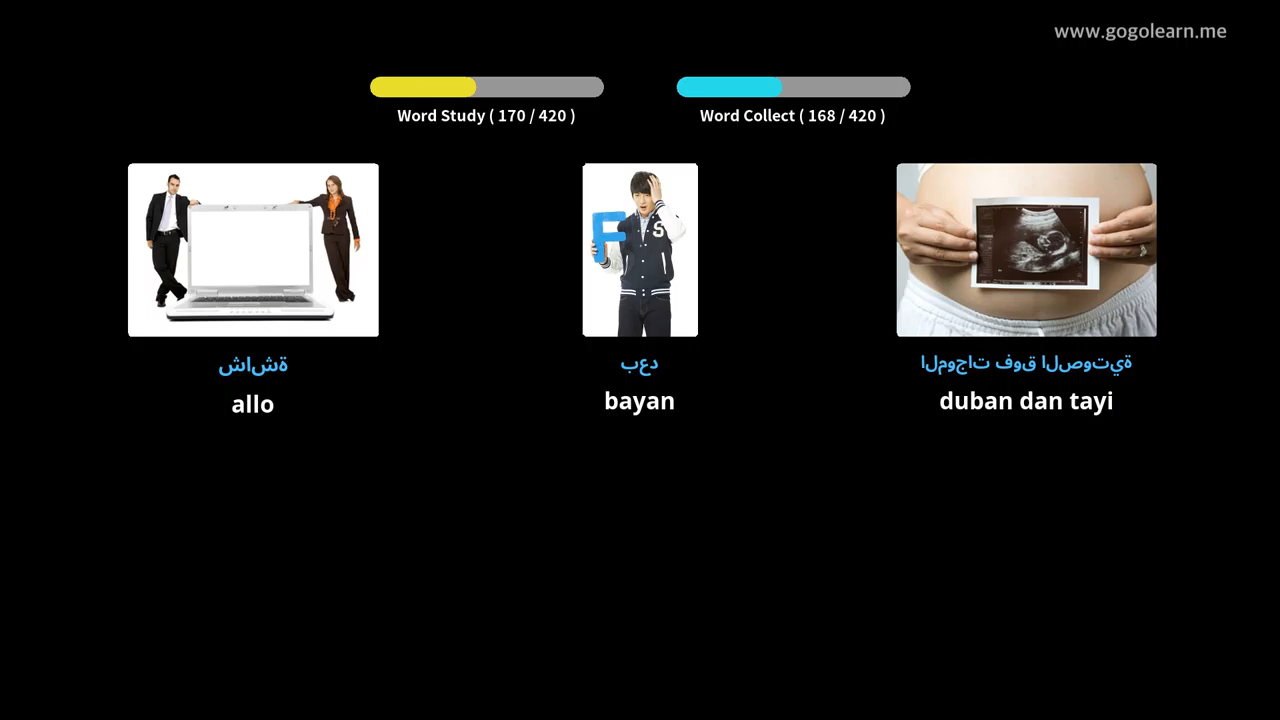 www.gogolearn.me
Word Study ( 170 / 420 )
Word Collect ( 168 / 420 )
شاشة
allo
بعد
bayan
الموجات فوق الصوتية
duban dan tayi
F
S